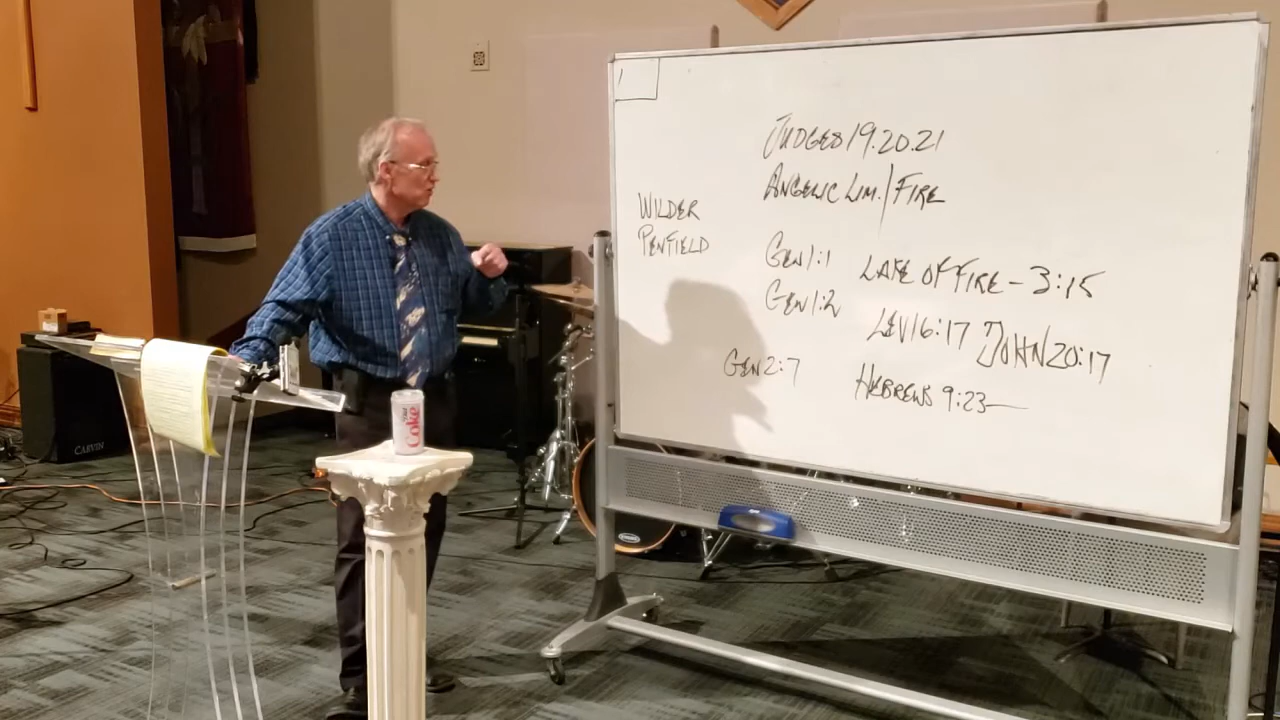 JUDGES 19.20.21
ANGELIC LIM./FIRE
WILDER
PENFIELD
GEN 1:1
LAKE OF FIRE - 3:15
GEN 1:2
LEV 16:17 JOHN 20:17
GEN 2:7
HEBREWS 9:23—
Diet
Coke
CARVIN